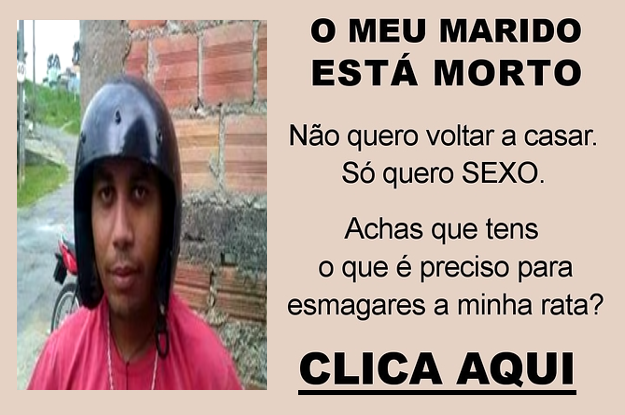 O MEU MARIDO
ESTÁ MORTO
Não quero voltar a casar.
Só quero SEXO.
Achas que tens
o que é preciso para
esmagares a minha rata?
CLICA AQUI